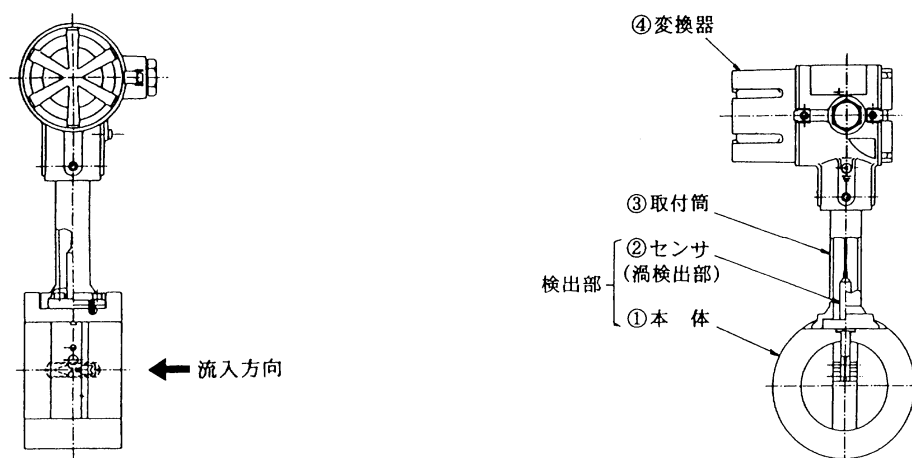 ④変換器
③取付筒
②センサ
(渦検出部)
検出部
①本 体
流入方向